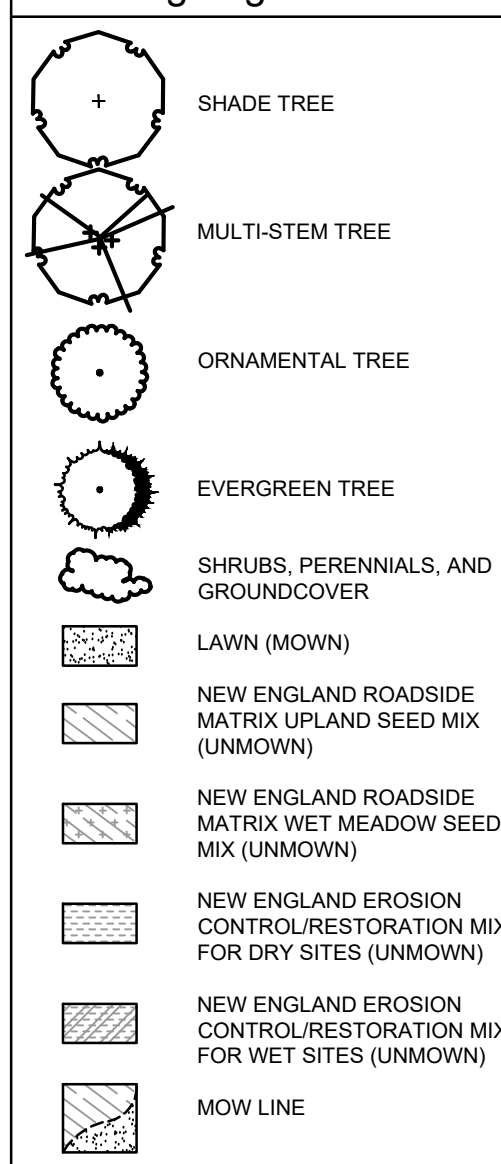 SHADE TREE
MULTI-STEM TREE
ORNAMENTAL TREE
EVERGREEN TREE
SHRUBS, PERENNIALS, AND
GROUNDCOVER
LAWN (MOWN)
NEW ENGLAND ROADSIDE
MATRIX UPLAND SEED MIX
(UNMOWN)
NEW ENGLAND ROADSIDE
MATRIX WET MEADOW SEED
MIX (UNMOWN)
NEW ENGLAND EROSION
CONTROL/RESTORATION MIX
FOR DRY SITES (UNMOWN)
NEW ENGLAND EROSION
CONTROL/RESTORATION MIX
FOR WET SITES (UNMOWN)
MOW LINE